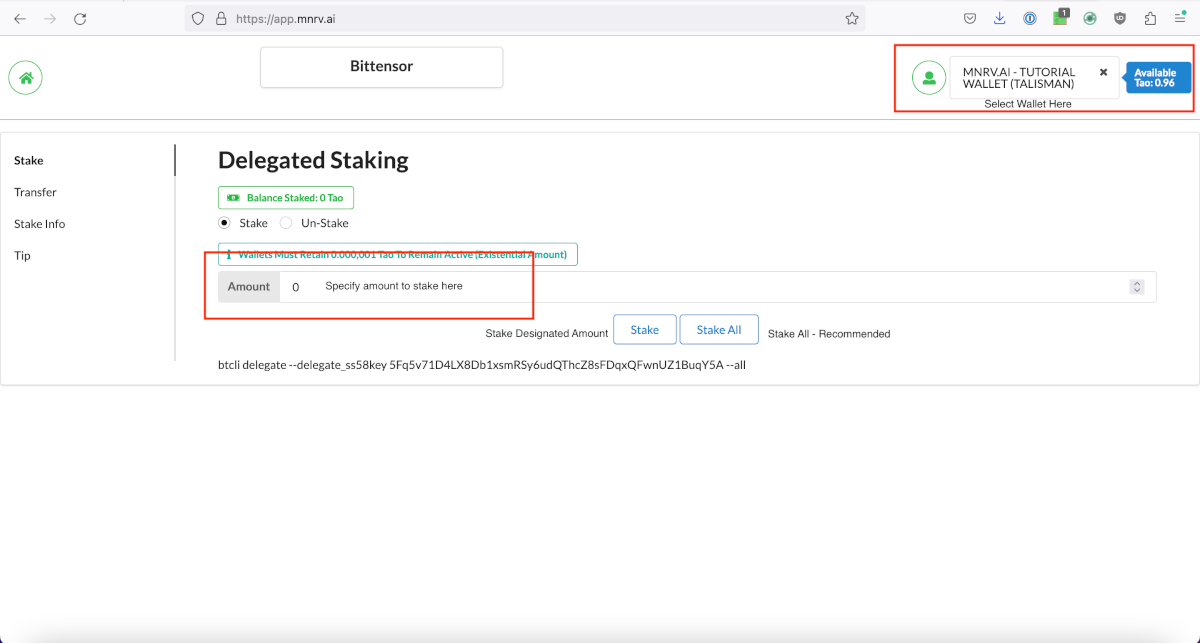 https://app.mnrv.ai
1
Bittensor
MNRV.AI - TUTORIAL
WALLET (TALISMAN)
Available
Tao: 0.96
Select Wallet Here
Stake
Transfer
Stake Info
Tip
Delegated Staking
Balance Staked: 0 Tao
Stake Un-Stake
Wallets Must Retain 0.000,001 Tao To Remain Active (Existential Amount)
Amount 0 Specify amount to stake here
Stake Designated Amount Stake Stake All Stake All - Recommended
btcli delegate --delegate_ss58key 5Fq5v71D4LX8Db1xsmRSy6udQThcZ8sFDqxQFwnUZ1BuqY5A --all